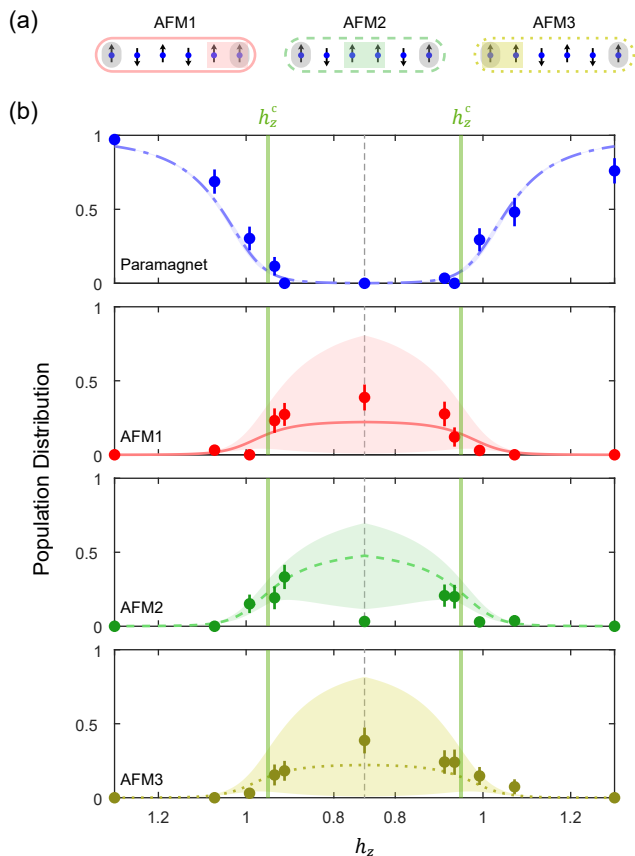 (a)
AFM1 AFM2 AFM3
(b)
h_z^c h_z^c
1
0.5
Paramagnet
0
1
0.5
AFM1
0
1
0.5
AFM2
0
1
0.5
AFM3
0
1.2 1 0.8 0.8 1 1.2
h_z
Population Distribution